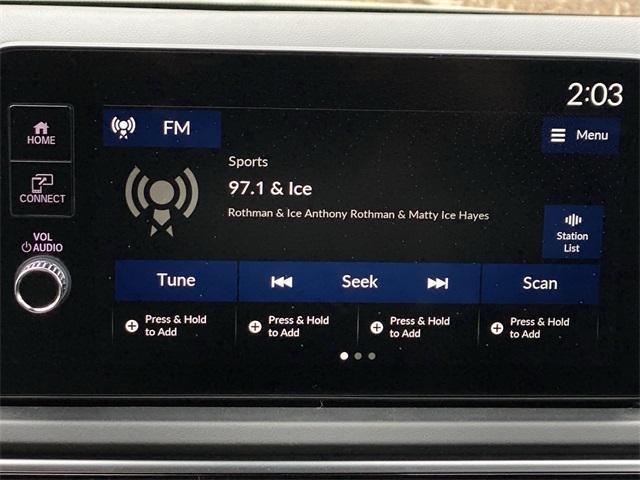 2:03
FM
Menu
HOME
CONNECT
VOL
AUDIO
Sports
97.1 & Ice
Rothman & Ice Anthony Rothman & Matty Ice Hayes
Station
List
Tune
Seek
Scan
Press & Hold
to Add
Press & Hold
to Add
Press & Hold
to Add
Press & Hold
to Add